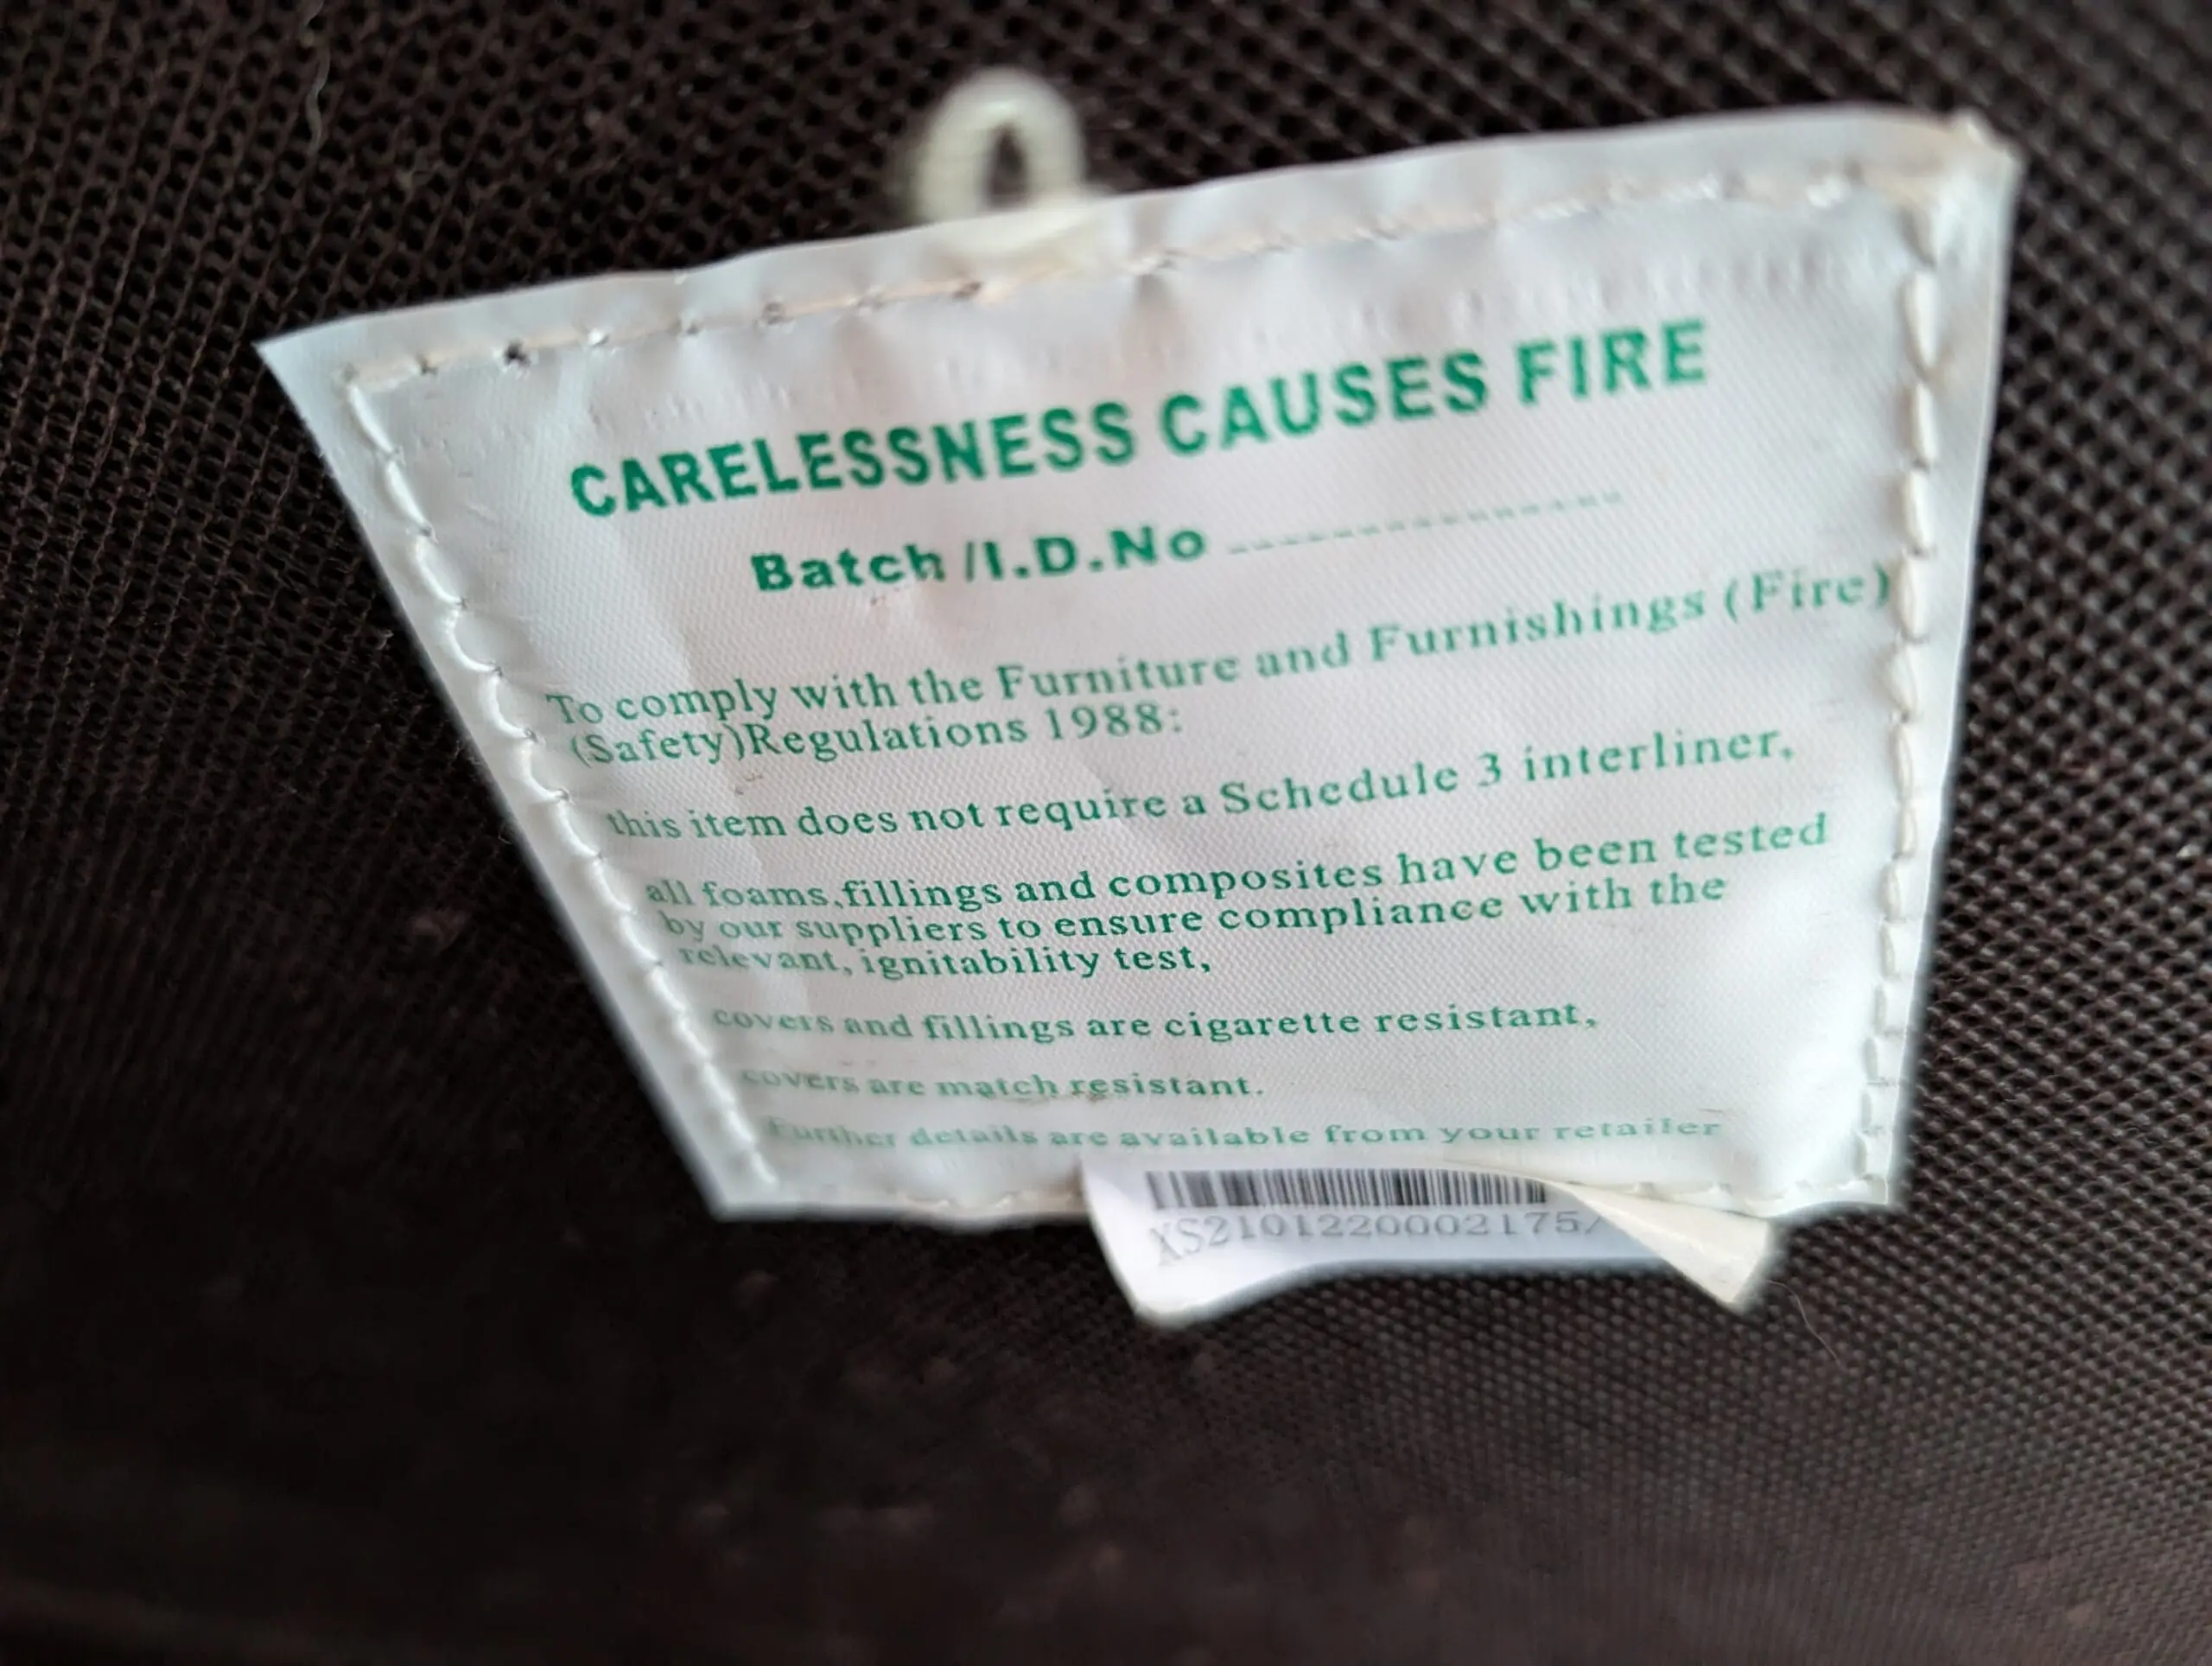 CARELESSNESS CAUSES FIRE
Batch /I.D.No ----------------
To comply with the Furniture and Furnishings (Fire)
(Safety)Regulations 1988:
this item does not require a Schedule 3 interliner,
all foams,fillings and composites have been tested
by our suppliers to ensure compliance with the
relevant, ignitability test,
covers and fillings are cigarette resistant,
covers are match resistant.
Further details are available from your retailer
XS2101220002175/